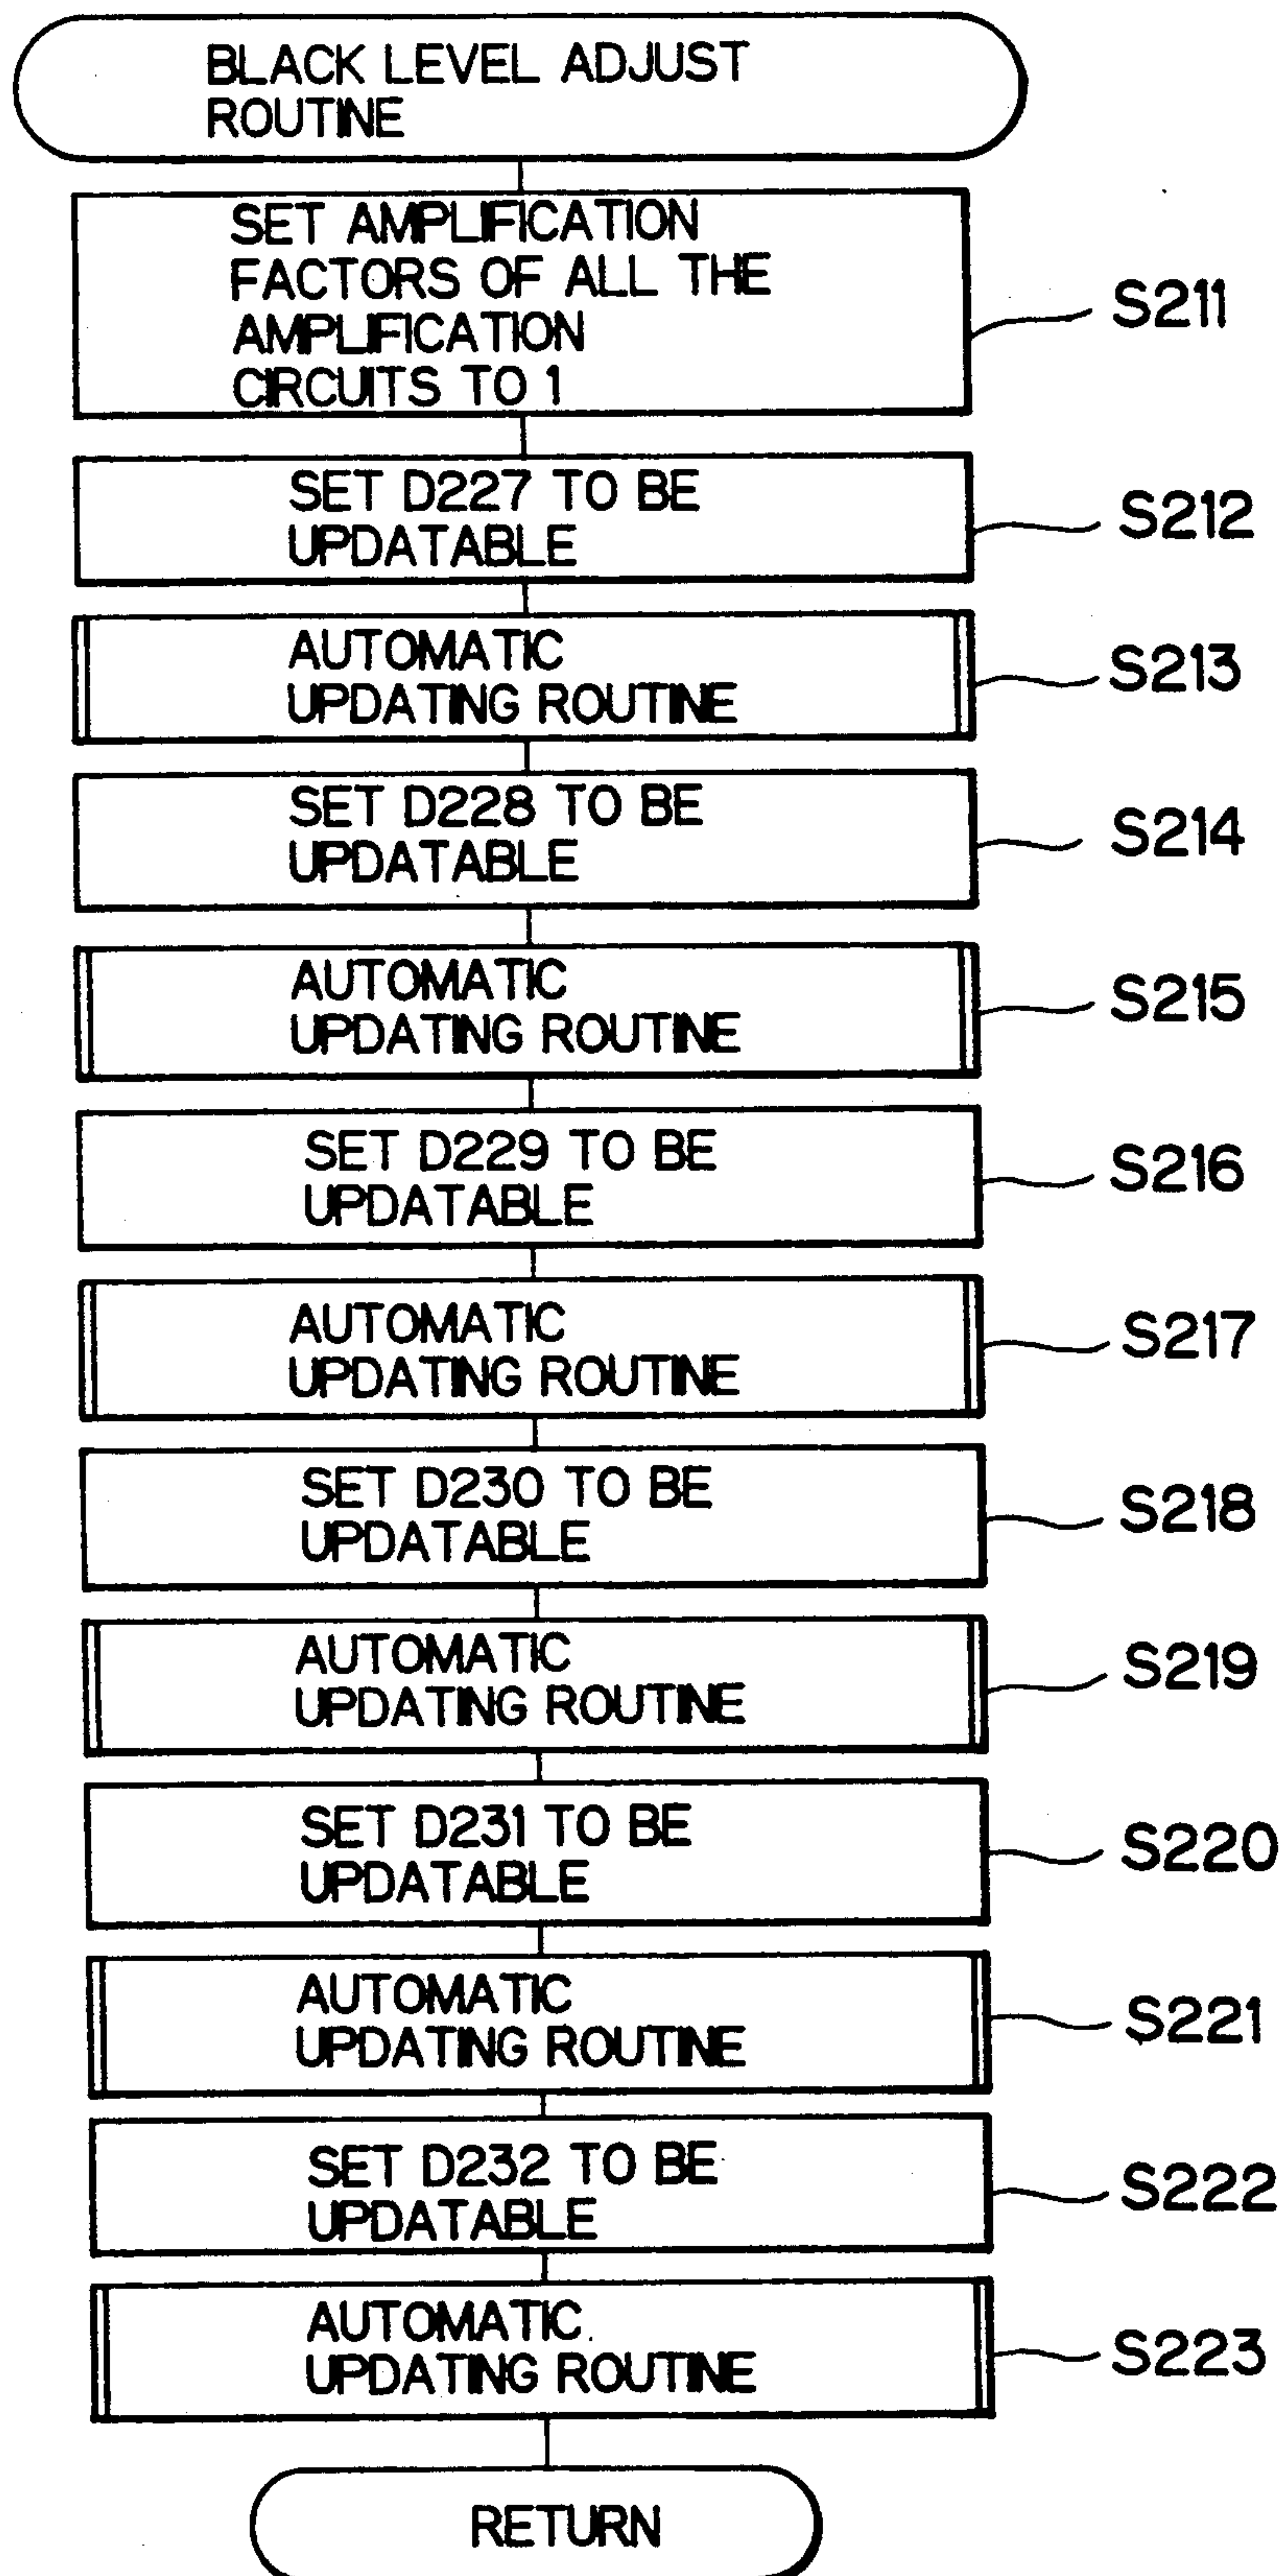 BLACK LEVEL ADJUST
ROUTINE
SET AMPLIFICATION
FACTORS OF ALL THE
AMPLIFICATION
CIRCUITS TO 1
S211
SET D227 TO BE
UPDATABLE
S212
AUTOMATIC
UPDATING ROUTINE
S213
SET D228 TO BE
UPDATABLE
S214
AUTOMATIC
UPDATING ROUTINE
S215
SET D229 TO BE
UPDATABLE
S216
AUTOMATIC
UPDATING ROUTINE
S217
SET D230 TO BE
UPDATABLE
S218
AUTOMATIC
UPDATING ROUTINE
S219
SET D231 TO BE
UPDATABLE
S220
AUTOMATIC
UPDATING ROUTINE
S221
SET D232 TO BE
UPDATABLE
S222
AUTOMATIC
UPDATING ROUTINE
S223
RETURN